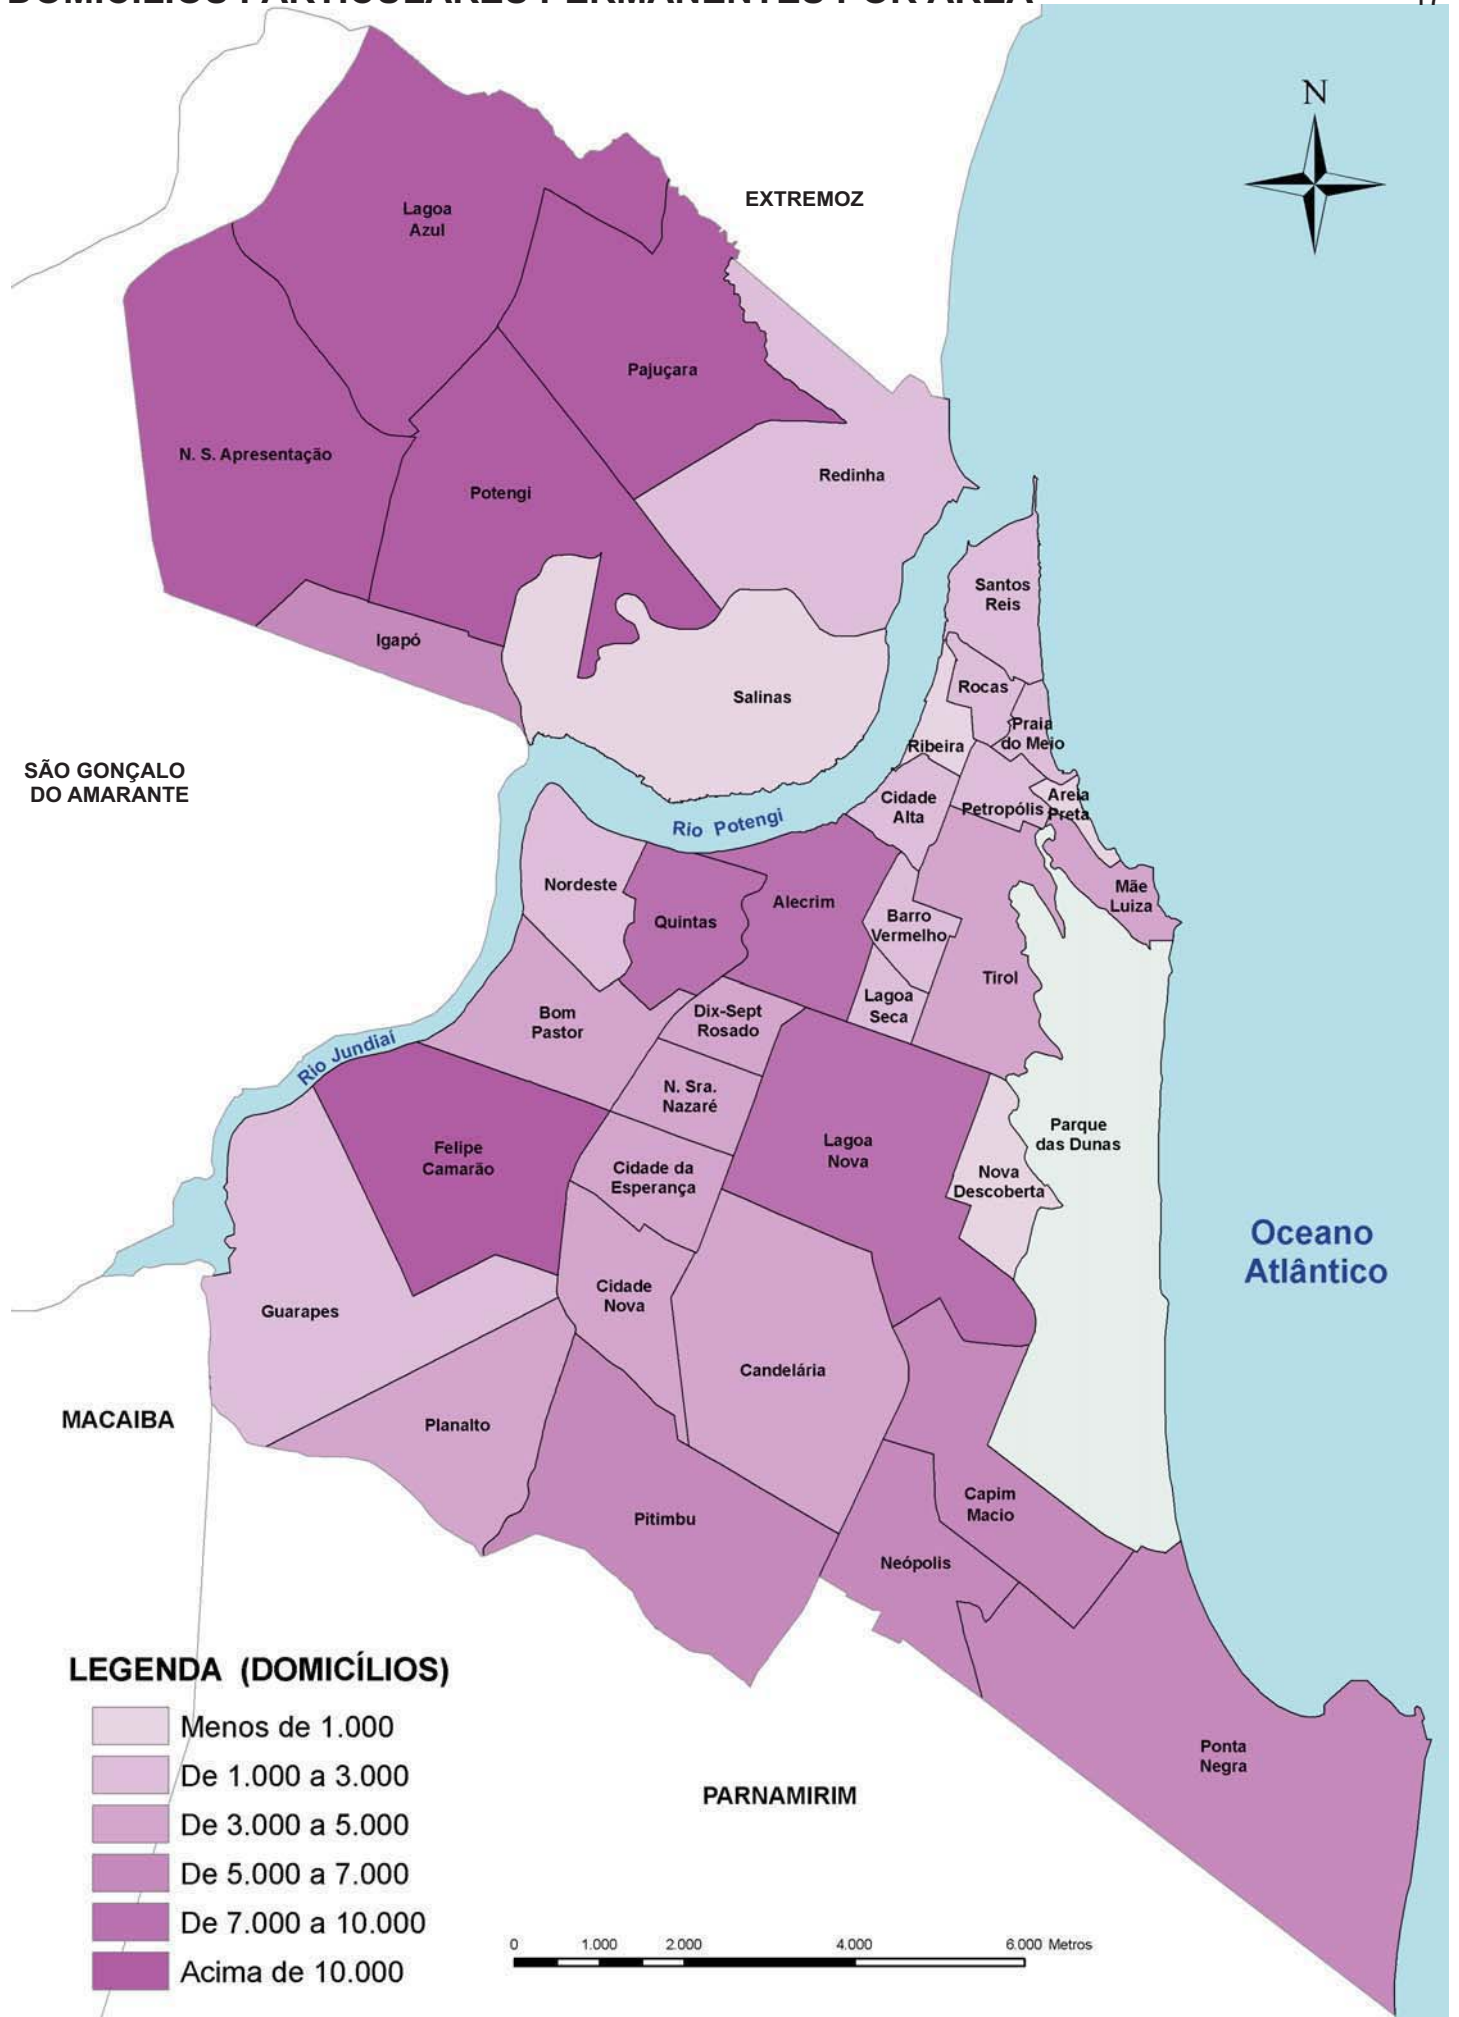 DOMICÍLIOS PARTICULARES PERMANENTES POR ÁREA
N
EXTREMOZ
Lagoa
Azul
Pajuçara
N. S. Apresentação
Potengi
Redinha
Santos
Reis
Igapó
Salinas
Rocas
Praia
do Meio
Ribeira
SÃO GONÇALO
DO AMARANTE
Cidade
Alta
Petropólis
Areia
Preta
Rio Potengi
Nordeste
Quintas
Alecrim
Barro
Vermelho
Mãe
Luiza
Tirol
Lagoa
Seca
Bom
Pastor
Dix-Sept
Rosado
Rio Jundiaí
N. Sra.
Nazaré
Felipe
Camarão
Lagoa
Nova
Parque
das Dunas
Cidade da
Esperança
Nova
Descoberta
Oceano
Atlântico
Guarapes
Cidade
Nova
Candelária
MACAIBA
Planalto
Pitimbu
Capim
Macio
Neópolis
Ponta
Negra
PARNAMIRIM
LEGENDA (DOMICÍLIOS)
Menos de 1.000
De 1.000 a 3.000
De 3.000 a 5.000
De 5.000 a 7.000
De 7.000 a 10.000
Acima de 10.000
0 1.000 2.000 4.000 6.000 Metros